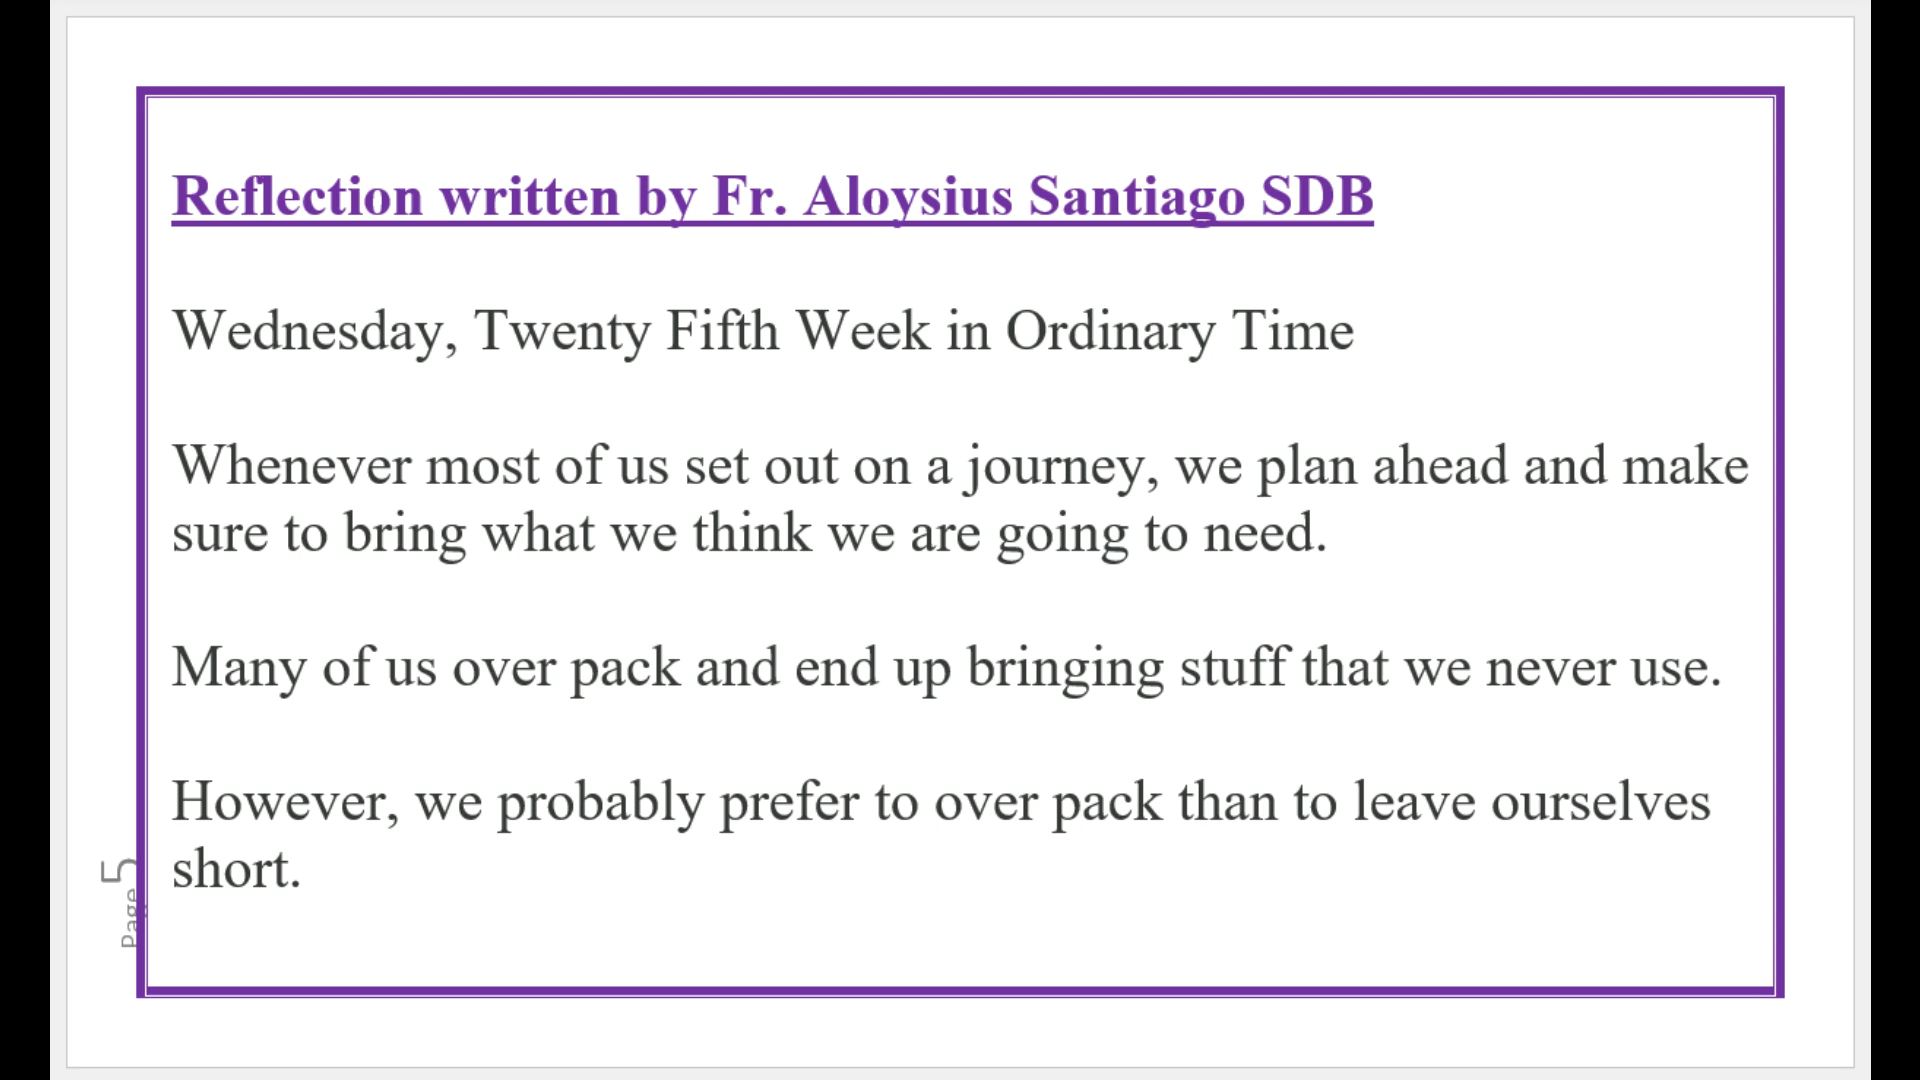 Reflection written by Fr. Aloysius Santiago SDB
Wednesday, Twenty Fifth Week in Ordinary Time
Whenever most of us set out on a journey, we plan ahead and make
sure to bring what we think we are going to need.
Many of us over pack and end up bringing stuff that we never use.
However, we probably prefer to over pack than to leave ourselves
short.
Page 5